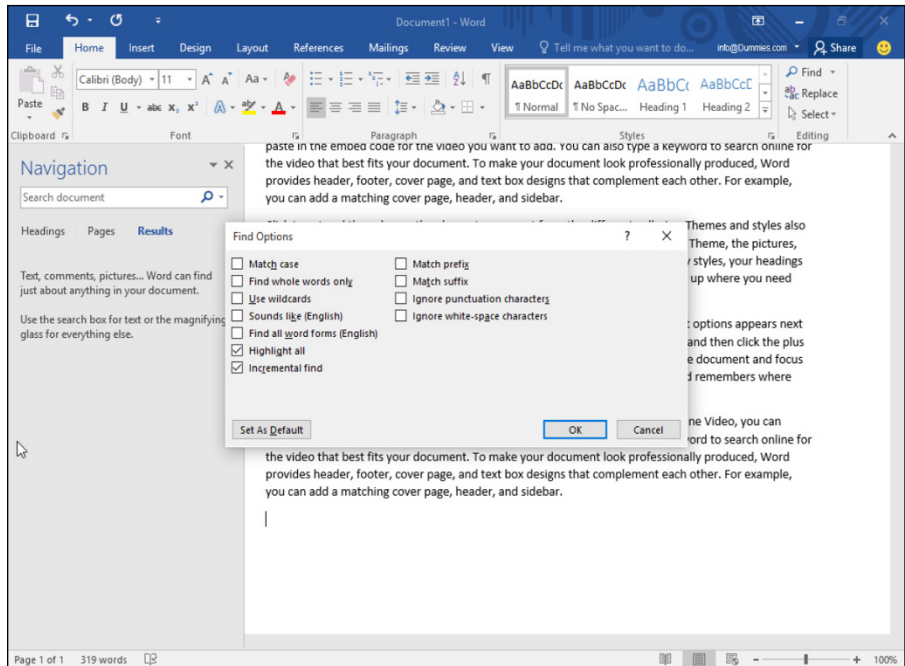 Document1 - Word
File Home Insert Design Layout References Mailings Review View Tell me what you want to do... info@Dummies.com Share
Paste
Calibri (Body) 11 A A Aa
B I U abc x₂ x² A aby A
AaBbCcDc AaBbCcDc AaBbCc AaBbCcE
¶ Normal ¶ No Spac... Heading 1 Heading 2
Find
Replace
Select
Clipboard Font Paragraph Styles Editing
Navigation
Search document
Headings Pages Results
Text, comments, pictures... Word can find
just about anything in your document.
Use the search box for text or the magnifying
glass for everything else.
paste in the embed code for the video you want to add. You can also type a keyword to search online for
the video that best fits your document. To make your document look professionally produced, Word
provides header, footer, cover page, and text box designs that complement each other. For example,
you can add a matching cover page, header, and sidebar.
Themes and styles also
Theme, the pictures,
styles, your headings
up where you need
options appears next
and then click the plus
document and focus
remembers where
Video, you can
to search online for
the video that best fits your document. To make your document look professionally produced, Word
provides header, footer, cover page, and text box designs that complement each other. For example,
you can add a matching cover page, header, and sidebar.
Find Options ?
Match case
Find whole words only
Use wildcards
Sounds like (English)
Find all word forms (English)
Highlight all
Incremental find
Match prefix
Match suffix
Ignore punctuation characters
Ignore white-space characters
Set As Default OK Cancel
Page 1 of 1 319 words 100%